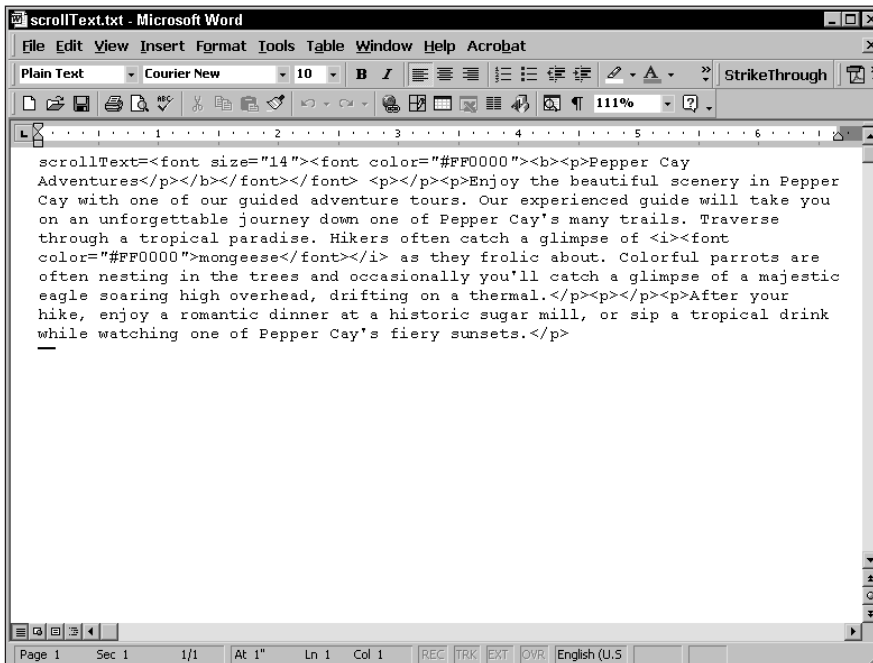 scrollText.txt - Microsoft Word
File Edit View Insert Format Tools Table Window Help Acrobat
Plain Text Courier New 10 B I A StrikeThrough
ABC 111%
1 2 3 4 5 6
scrollText=<font size="14"><font color="#FF0000"><b><p>Pepper Cay
Adventures</p></b></font></font> <p></p><p>Enjoy the beautiful scenery in Pepper
Cay with one of our guided adventure tours. Our experienced guide will take you
on an unforgettable journey down one of Pepper Cay's many trails. Traverse
through a tropical paradise. Hikers often catch a glimpse of <i><font
color="#FF0000">mongeese</font></i> as they frolic about. Colorful parrots are
often nesting in the trees and occasionally you'll catch a glimpse of a majestic
eagle soaring high overhead, drifting on a thermal.</p><p></p><p>After your
hike, enjoy a romantic dinner at a historic sugar mill, or sip a tropical drink
while watching one of Pepper Cay's fiery sunsets.</p>
Page 1 Sec 1 1/1 At 1" Ln 1 Col 1 REC TRK EXT OVR English (U.S